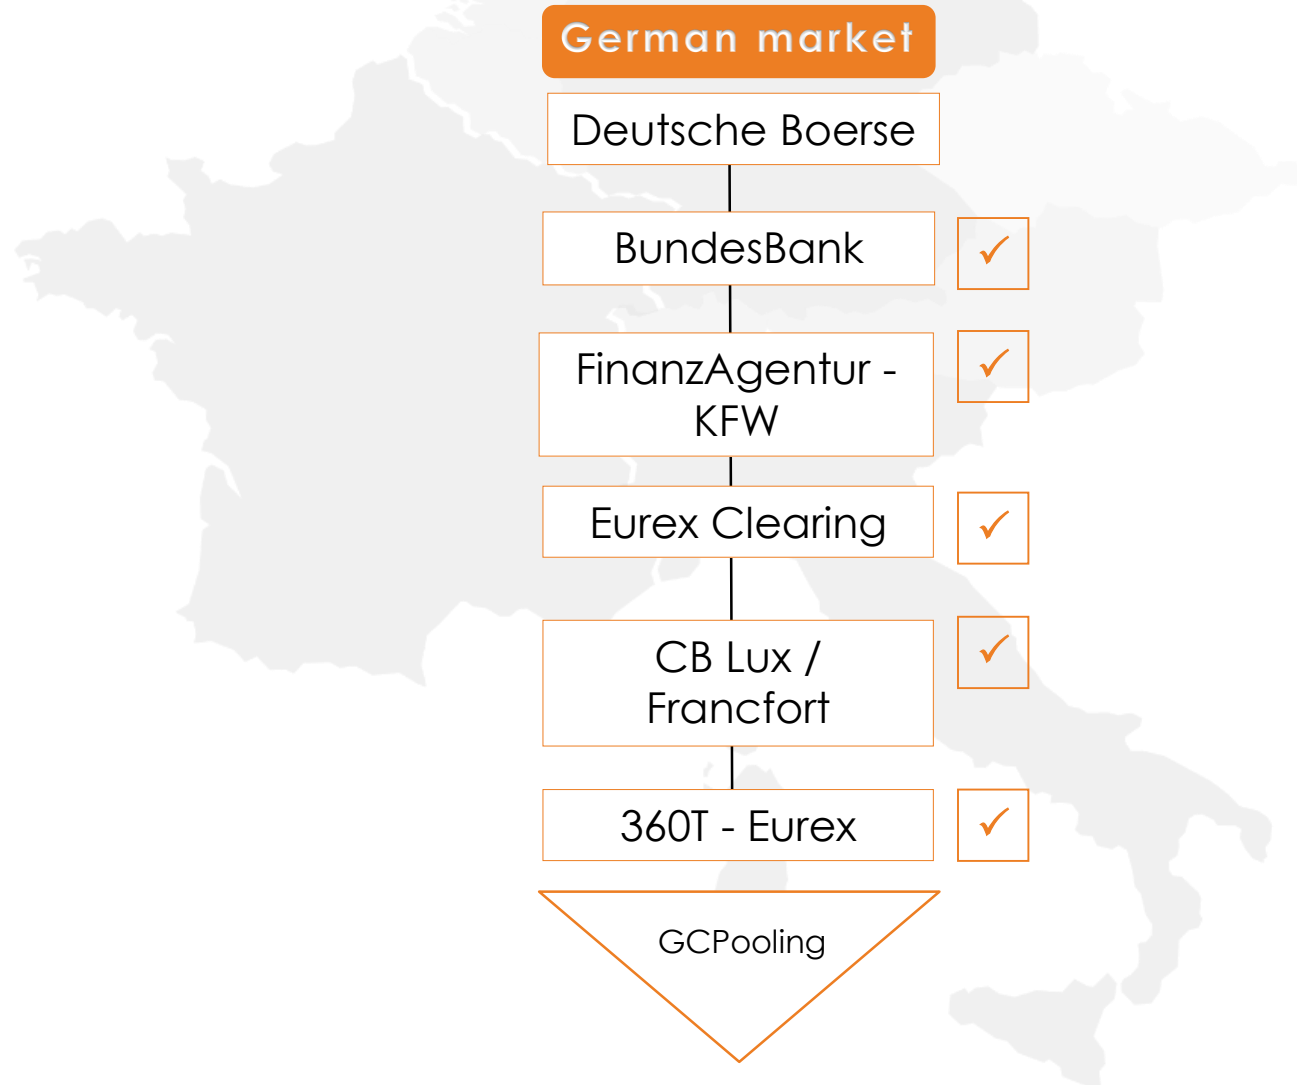 German market
Deutsche Boerse
BundesBank
✓
FinanzAgentur -
KFW
✓
Eurex Clearing
✓
CB Lux /
Francfort
✓
360T - Eurex
✓
GCPooling